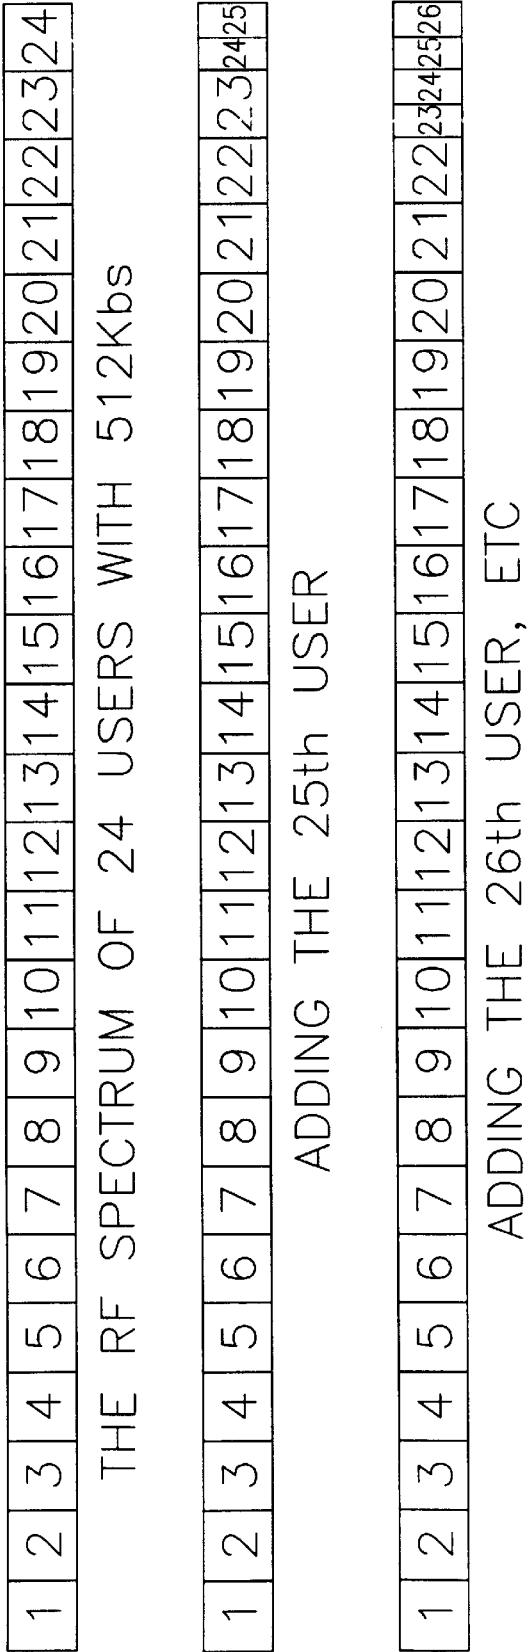 1 2 3 4 5 6 7 8 9 10 11 12 13 14 15 16 17 18 19 20 21 22 23 24
THE RF SPECTRUM OF 24 USERS WITH 512Kbs
1 2 3 4 5 6 7 8 9 10 11 12 13 14 15 16 17 18 19 20 21 22 23 24 25
ADDING THE 25th USER
1 2 3 4 5 6 7 8 9 10 11 12 13 14 15 16 17 18 19 20 21 22 23 24 25 26
ADDING THE 26th USER, ETC